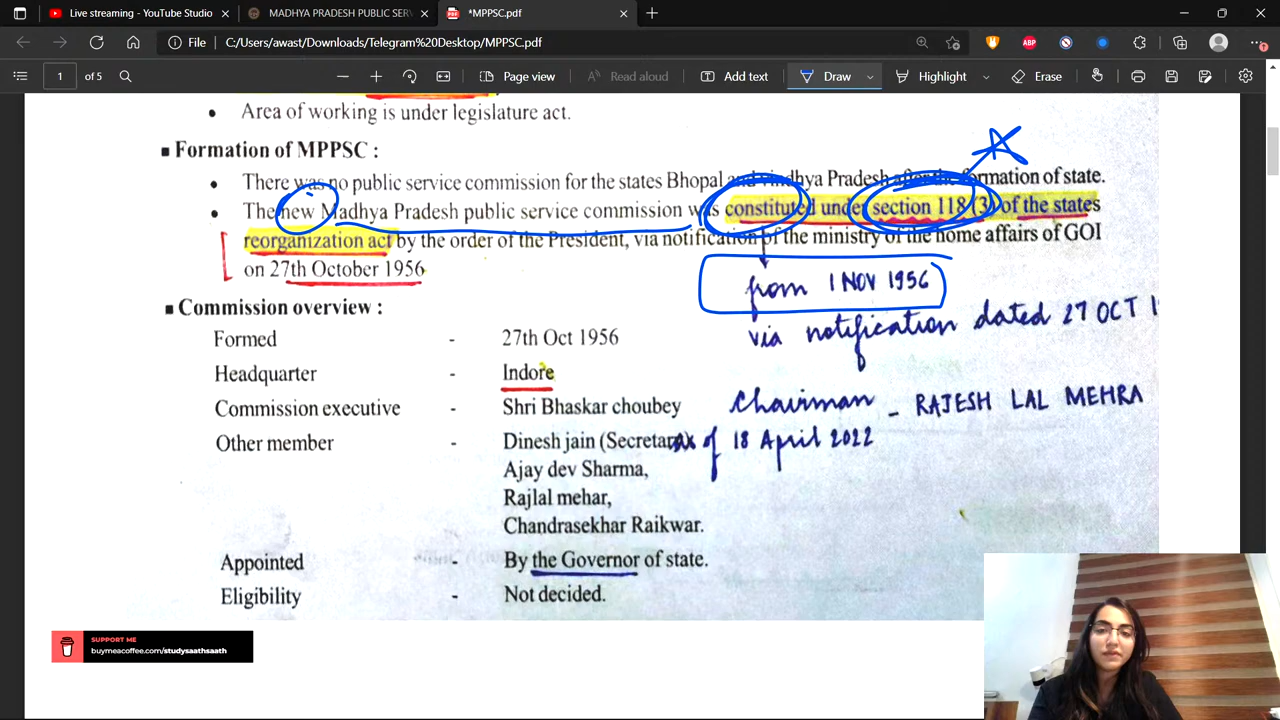 Live streaming - YouTube Studio
MADHYA PRADESH PUBLIC SERV
*MPPSC.pdf
File
C:/Users/awast/Downloads/Telegram%20Desktop/MPPSC.pdf
ABP
1
of 5
Page view
Read aloud
Add text
Draw
Highlight
Erase
• Area of working is under legislature act.
■ Formation of MPPSC :
• There was no public service commission for the states Bhopal and vindhya Pradesh after the formation of state.
• The new Madhya Pradesh public service commission was constituted under section 118 (3) of the states
reorganization act by the order of the President, via notification of the ministry of the home affairs of GOI
on 27th October 1956
from 1 NOV 1956
via notification dated 27 OCT 1
■ Commission overview :
Formed - 27th Oct 1956
Headquarter - Indore
Commission executive - Shri Bhaskar choubey
Chairman - RAJESH LAL MEHRA
Other member - Dinesh jain (Secretary
as of 18 April 2022
Ajay dev Sharma,
Rajlal mehar,
Chandrasekhar Raikwar.
Appointed - By the Governor of state.
Eligibility - Not decided.
SUPPORT ME
buymeacoffee.com/studysaathsaath